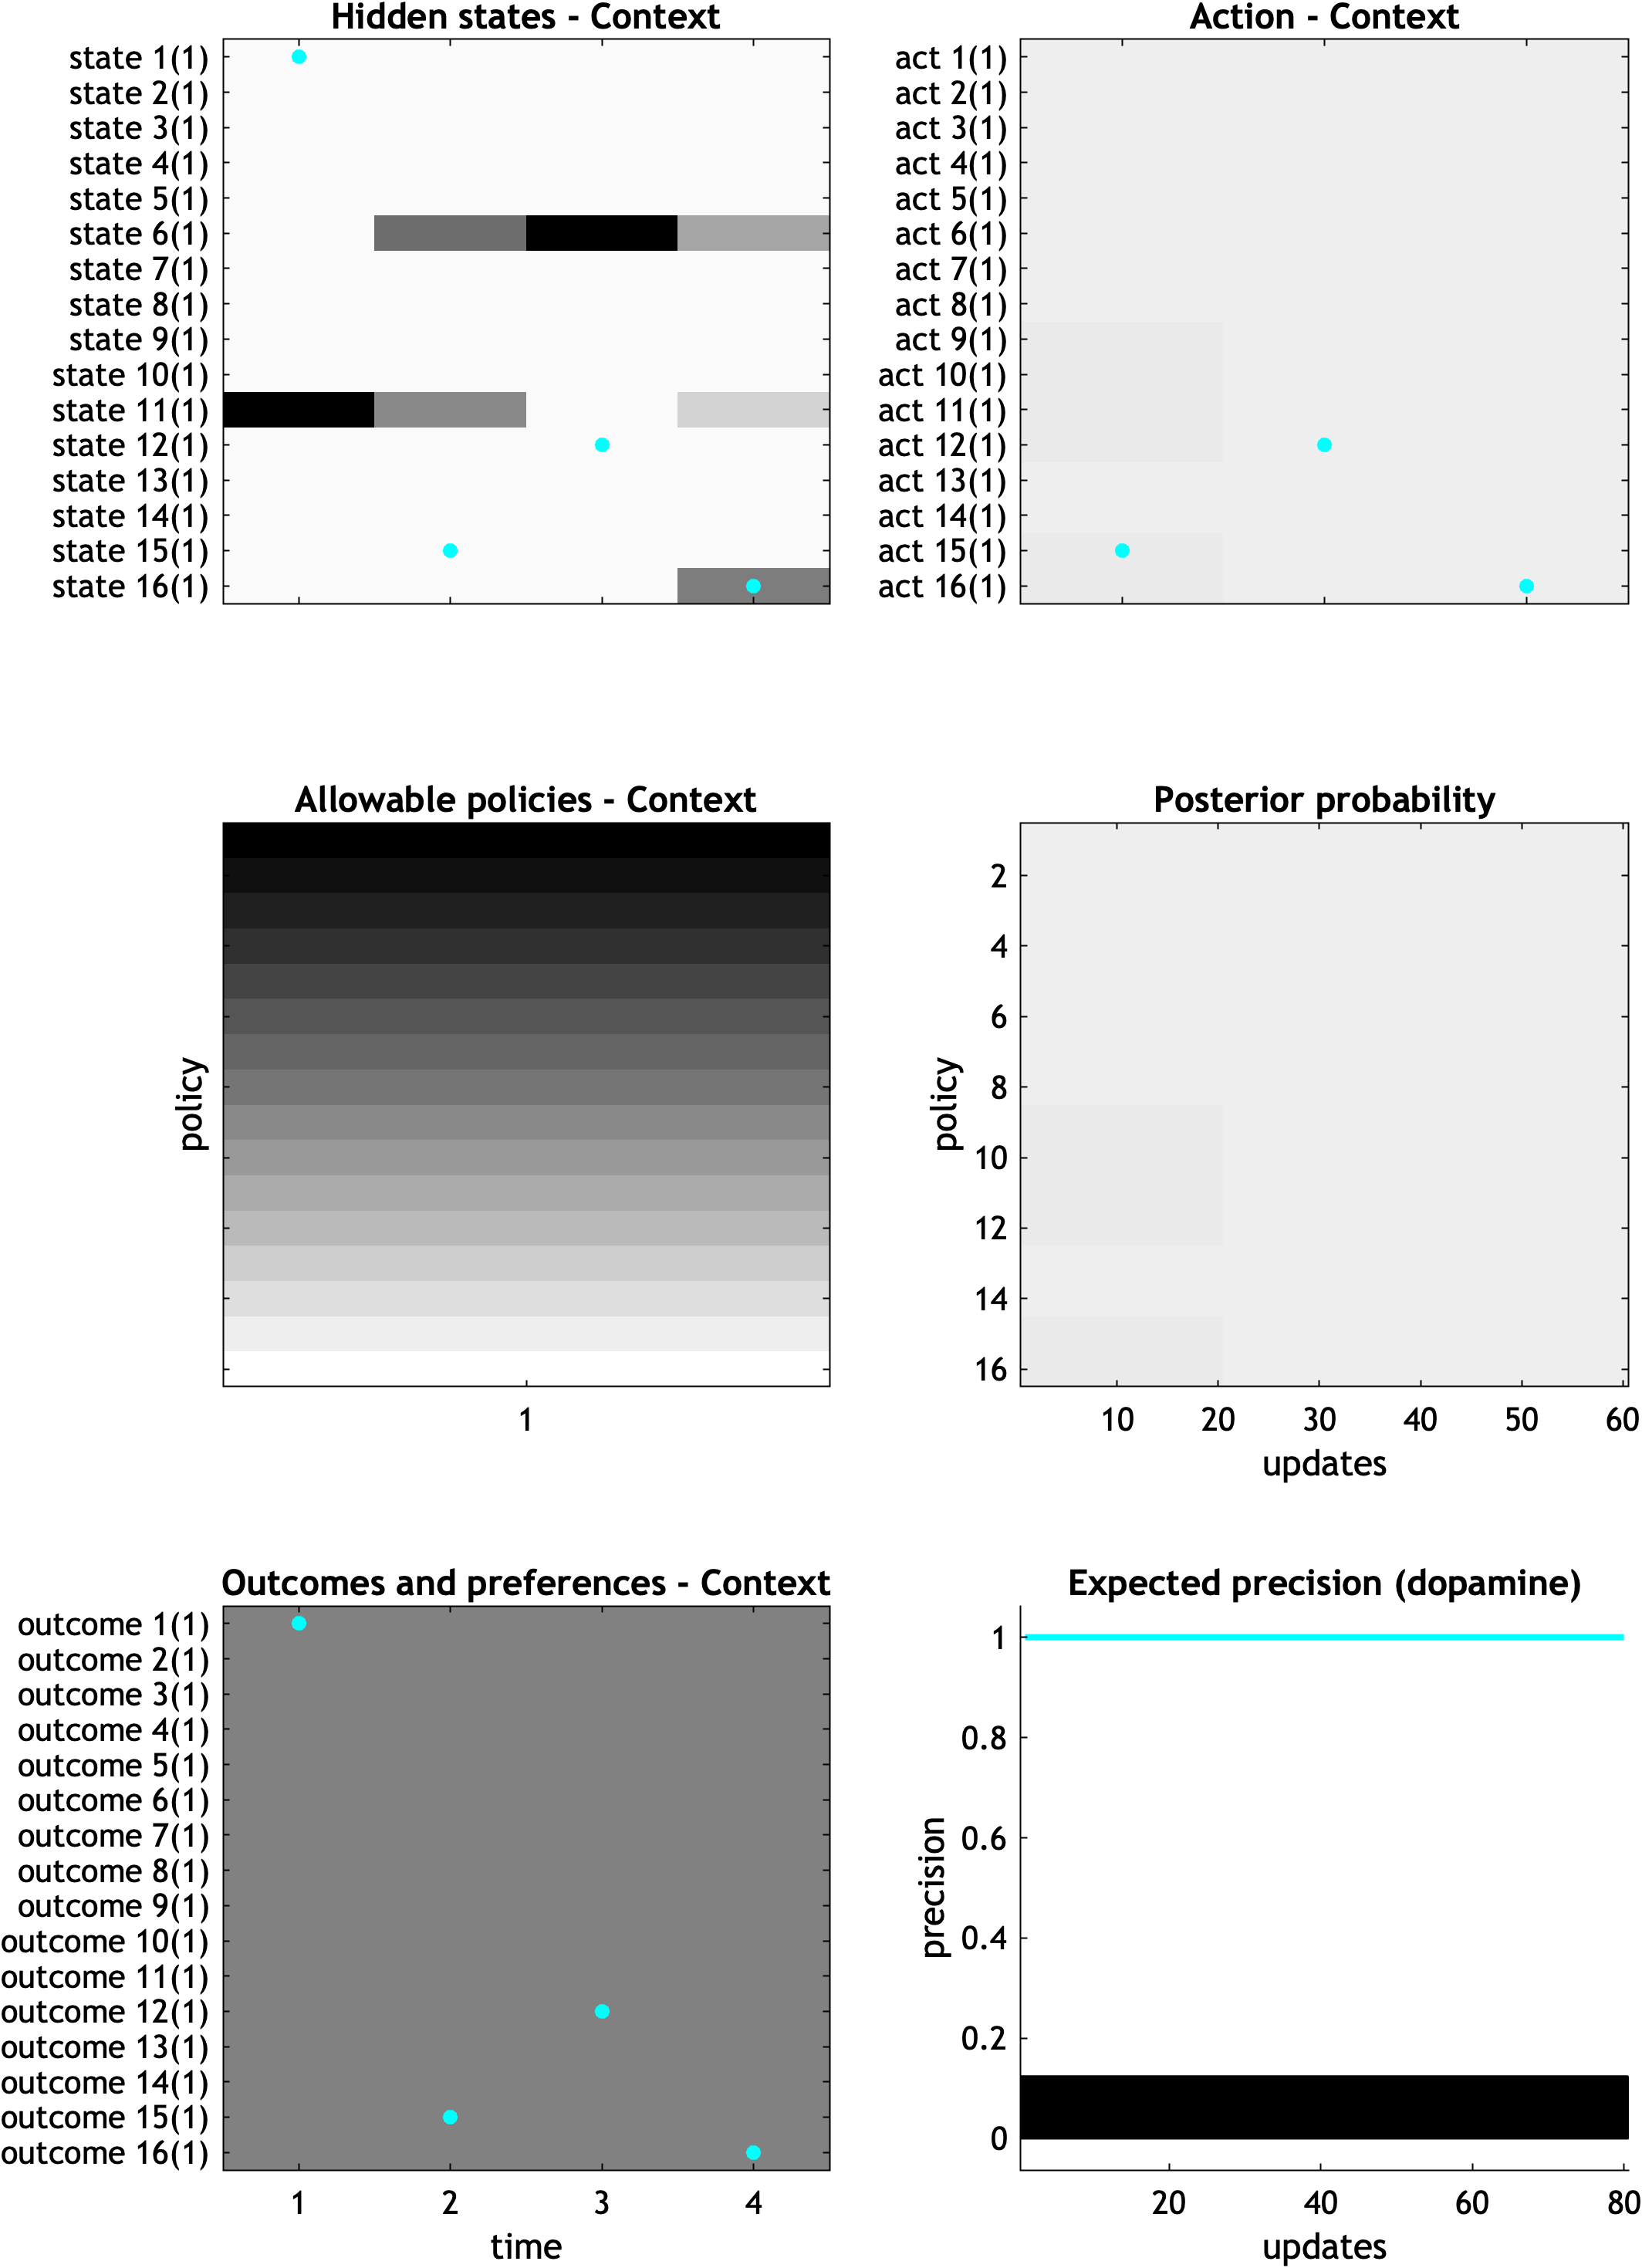 Hidden states - Context
state 1(1)
state 2(1)
state 3(1)
state 4(1)
state 5(1)
state 6(1)
state 7(1)
state 8(1)
state 9(1)
state 10(1)
state 11(1)
state 12(1)
state 13(1)
state 14(1)
state 15(1)
state 16(1)
Action - Context
act 1(1)
act 2(1)
act 3(1)
act 4(1)
act 5(1)
act 6(1)
act 7(1)
act 8(1)
act 9(1)
act 10(1)
act 11(1)
act 12(1)
act 13(1)
act 14(1)
act 15(1)
act 16(1)
Allowable policies - Context
policy
1
Posterior probability
policy
2
4
6
8
10
12
14
16
10 20 30 40 50 60
updates
Outcomes and preferences - Context
outcome 1(1)
outcome 2(1)
outcome 3(1)
outcome 4(1)
outcome 5(1)
outcome 6(1)
outcome 7(1)
outcome 8(1)
outcome 9(1)
outcome 10(1)
outcome 11(1)
outcome 12(1)
outcome 13(1)
outcome 14(1)
outcome 15(1)
outcome 16(1)
1 2 3 4
time
Expected precision (dopamine)
precision
1
0.8
0.6
0.4
0.2
0
20 40 60 80
updates